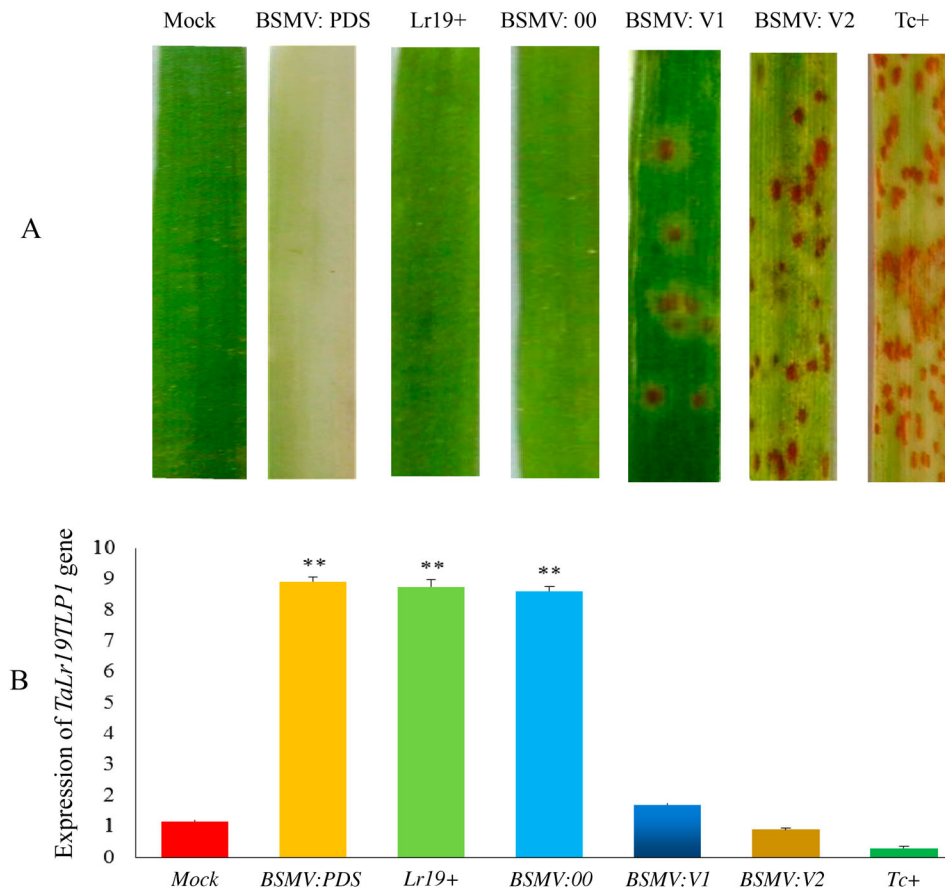 Mock BSMV: PDS Lr19+ BSMV: 00 BSMV: V1 BSMV: V2 Tc+
A
B
Expression of TaLr19TLP1 gene
10
9
8
7
6
5
4
3
2
1
0
** ** **
Mock BSMV:PDS Lr19+ BSMV:00 BSMV:V1 BSMV:V2 Tc+